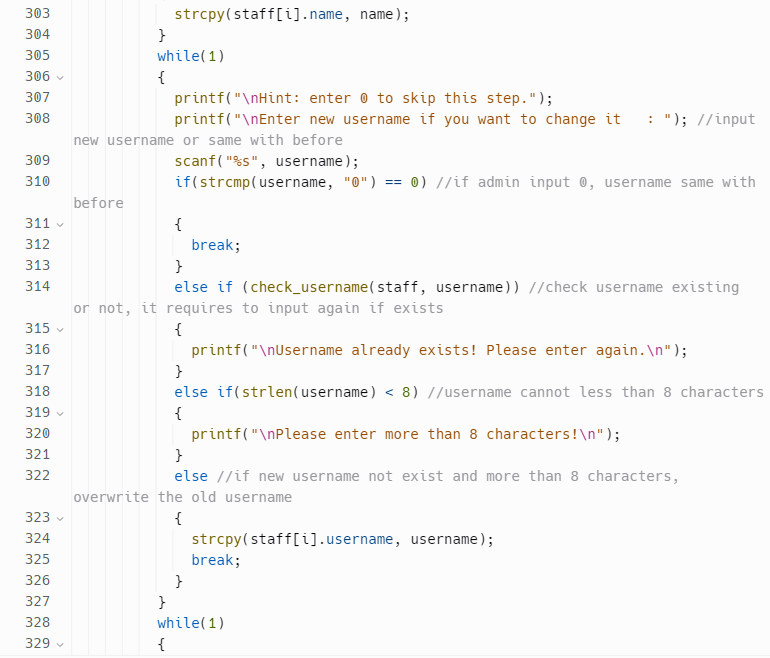 303 strcpy(staff[i].name, name);
304 }
305 while(1)
306 {
307 printf("\nHint: enter 0 to skip this step.");
308 printf("\nEnter new username if you want to change it   : "); //input
new username or same with before
309 scanf("%s", username);
310 if(strcmp(username, "0") == 0) //if admin input 0, username same with
before
311 {
312 break;
313 }
314 else if (check_username(staff, username)) //check username existing
or not, it requires to input again if exists
315 {
316 printf("\nUsername already exists! Please enter again.\n");
317 }
318 else if(strlen(username) < 8) //username cannot less than 8 characters
319 {
320 printf("\nPlease enter more than 8 characters!\n");
321 }
322 else //if new username not exist and more than 8 characters,
overwrite the old username
323 {
324 strcpy(staff[i].username, username);
325 break;
326 }
327 }
328 while(1)
329 {